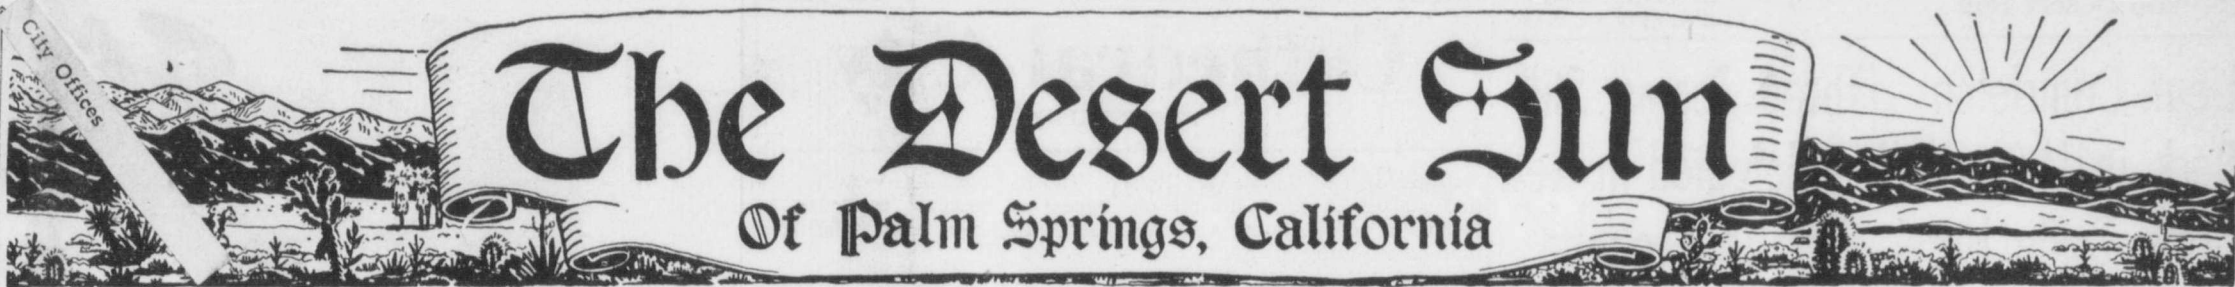 City Offices
The Desert Sun
Of Palm Springs, California